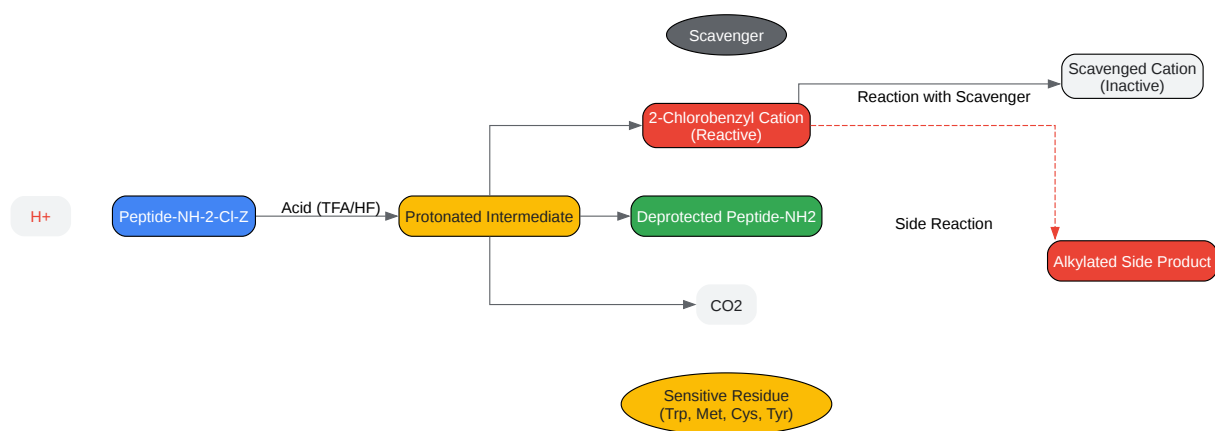 Scavenger
Scavenged Cation
(Inactive)
Reaction with Scavenger
2-Chlorobenzyl Cation
(Reactive)
H+
Peptide-NH-2-Cl-Z
Acid (TFA/HF)
Protonated Intermediate
Deprotected Peptide-NH2
Side Reaction
Alkylated Side Product
CO2
Sensitive Residue
(Trp, Met, Cys, Tyr)